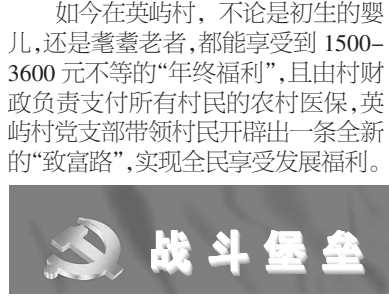 如今在英屿村，不论是初生的婴
儿，还是耄耋老者，都能享受到 1500-
3600 元不等的“年终福利”，且由村财
政负责支付所有村民的农村医保，英
屿村党支部带领村民开辟出一条全新
的“致富路”，实现全民享受发展福利。
战斗堡垒